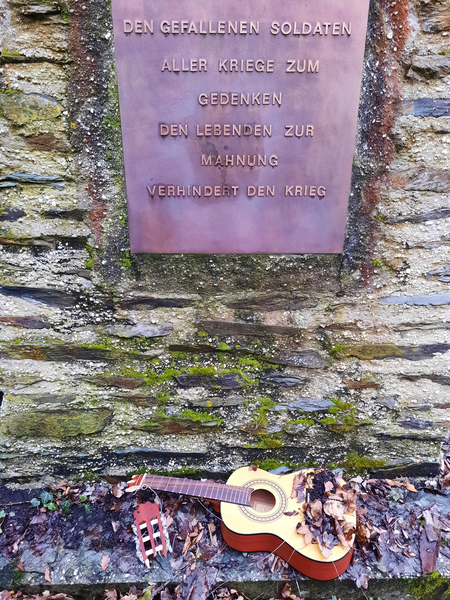 DEN GEFALLENEN SOLDATEN
ALLER KRIEGE ZUM
GEDENKEN
DEN LEBENDEN ZUR
MAHNUNG
VERHINDERT DEN KRIEG